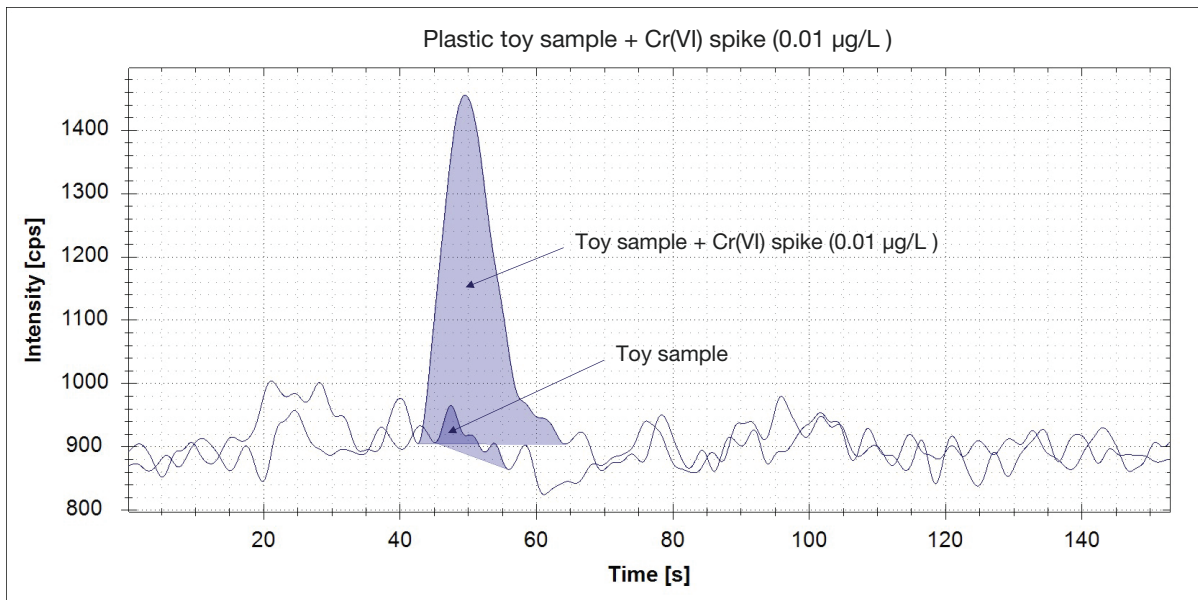 Plastic toy sample + Cr(VI) spike (0.01 µg/L )
Intensity [cps]
1400
1300
1200
1100
1000
900
800
Toy sample + Cr(VI) spike (0.01 µg/L )
Toy sample
20 40 60 80 100 120 140
Time [s]